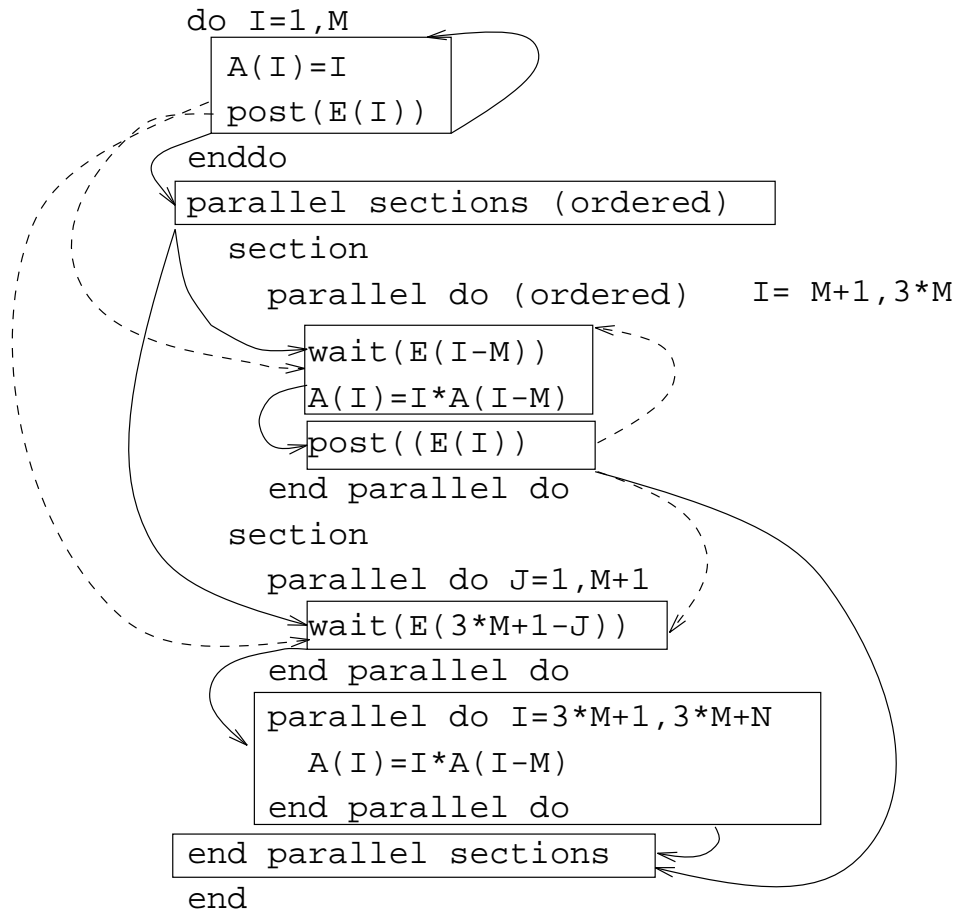 do I=1,M
A(I)=I
post(E(I))
enddo
parallel sections (ordered)
section
parallel do (ordered) I= M+1,3*M
wait(E(I-M))
A(I)=I*A(I-M)
post((E(I))
end parallel do
section
parallel do J=1,M+1
wait(E(3*M+1-J))
end parallel do
parallel do I=3*M+1,3*M+N
A(I)=I*A(I-M)
end parallel do
end parallel sections
end